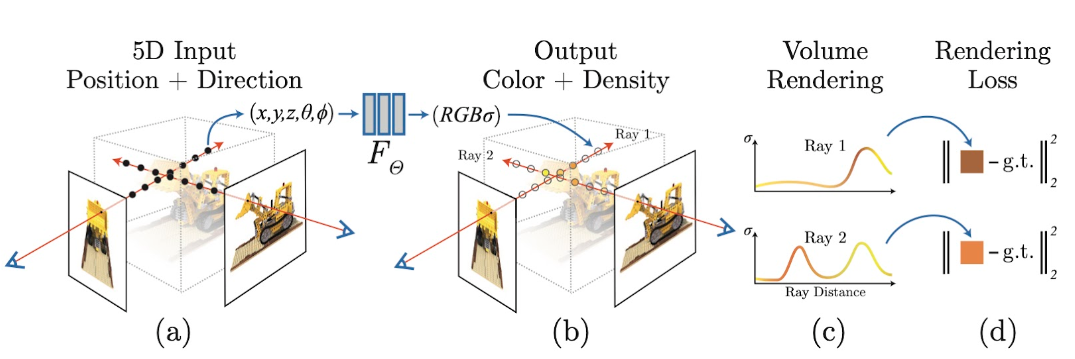 5D Input
Position + Direction
Output
Color + Density
Volume
Rendering
Rendering
Loss
(x,y,z,θ,ϕ)
F_Θ
(RGBσ)
Ray 1
Ray 2
σ
Ray 1
‖ – g.t. ‖₂²
σ
Ray 2
Ray Distance
‖ – g.t. ‖₂²
(a)
(b)
(c)
(d)